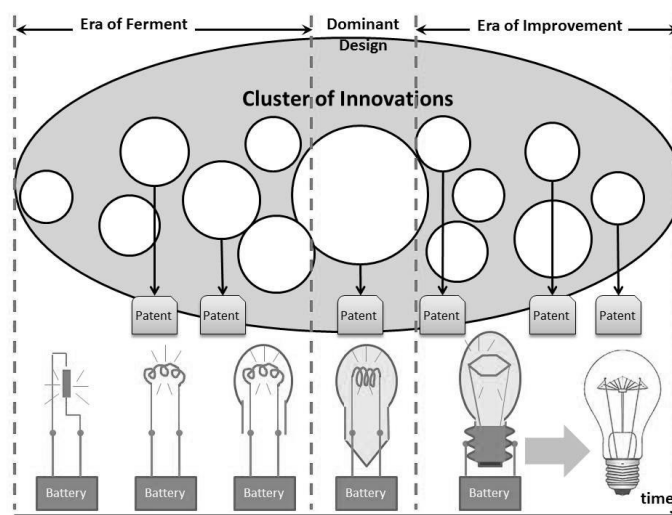 Era of Ferment
Dominant
Design
Era of Improvement
Cluster of Innovations
Patent
Patent
Patent
Patent
Patent
Patent
Battery
Battery
Battery
Battery
Battery
time